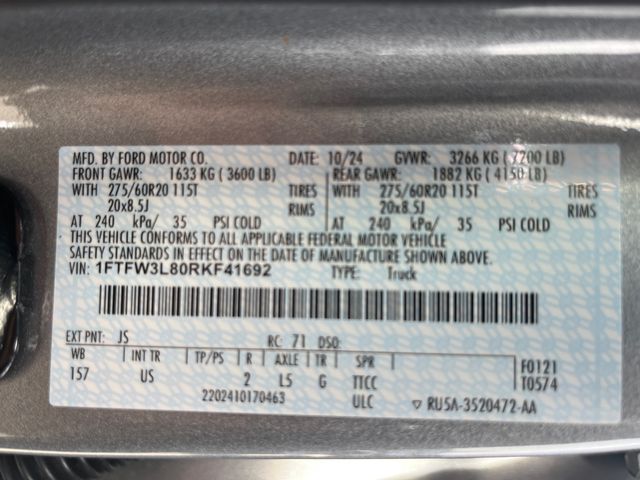 MFD. BY FORD MOTOR CO. DATE: 10/24 GVWR: 3266 KG ( 7200 LB)
FRONT GAWR: 1633 KG ( 3600 LB) REAR GAWR: 1882 KG ( 4150 LB)
WITH 275/60R20 115T TIRES WITH 275/60R20 115T TIRES
20x8.5J RIMS 20x8.5J RIMS
AT 240 kPa/ 35 PSI COLD AT 240 kPa/ 35 PSI COLD
THIS VEHICLE CONFORMS TO ALL APPLICABLE FEDERAL MOTOR VEHICLE
SAFETY STANDARDS IN EFFECT ON THE DATE OF MANUFACTURE SHOWN ABOVE.
VIN: 1FTFW3L80RKF41692 TYPE: Truck
EXT PNT: JS RC: 71 DSO:
WB INT TR TP/PS R AXLE TR SPR F0121
157 US 2 L5 G TTCC T0574
2202410170463 ULC ▽ RU5A-3520472-AA